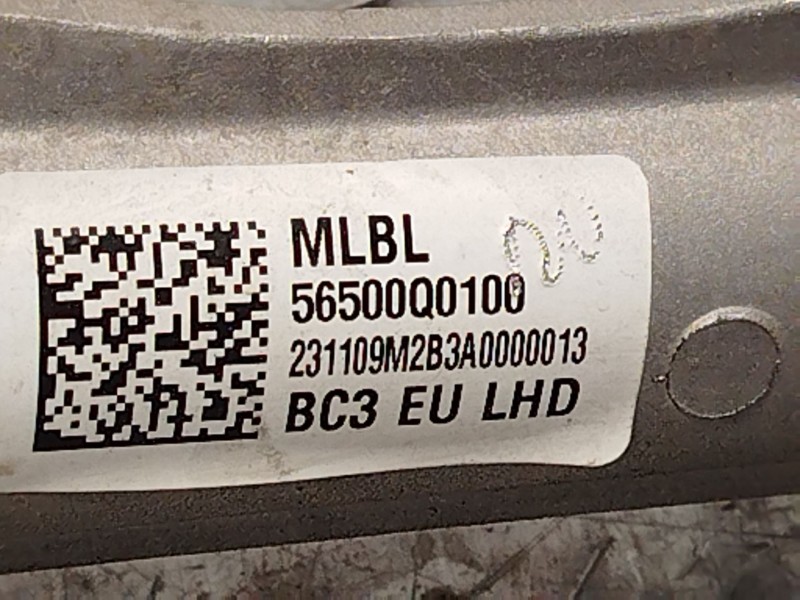 MLBL
56500Q0100
231109M2B3A0000013
BC3 EU LHD